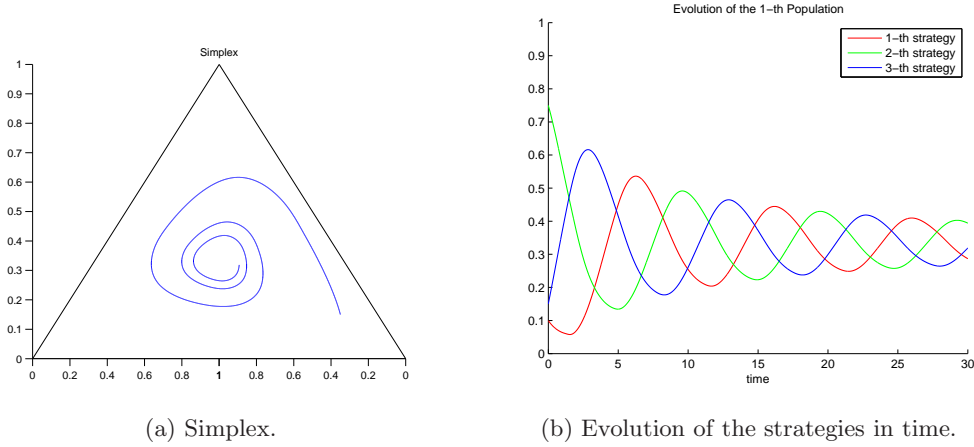 Simplex
1
0.9
0.8
0.7
0.6
0.5
0.4
0.3
0.2
0.1
0
0 0.2 0.4 0.6 0.8 1 0.8 0.6 0.4 0.2 0
(a) Simplex.
Evolution of the 1−th Population
1−th strategy
2−th strategy
3−th strategy
1
0.9
0.8
0.7
0.6
0.5
0.4
0.3
0.2
0.1
0
0 5 10 15 20 25 30
time
(b) Evolution of the strategies in time.